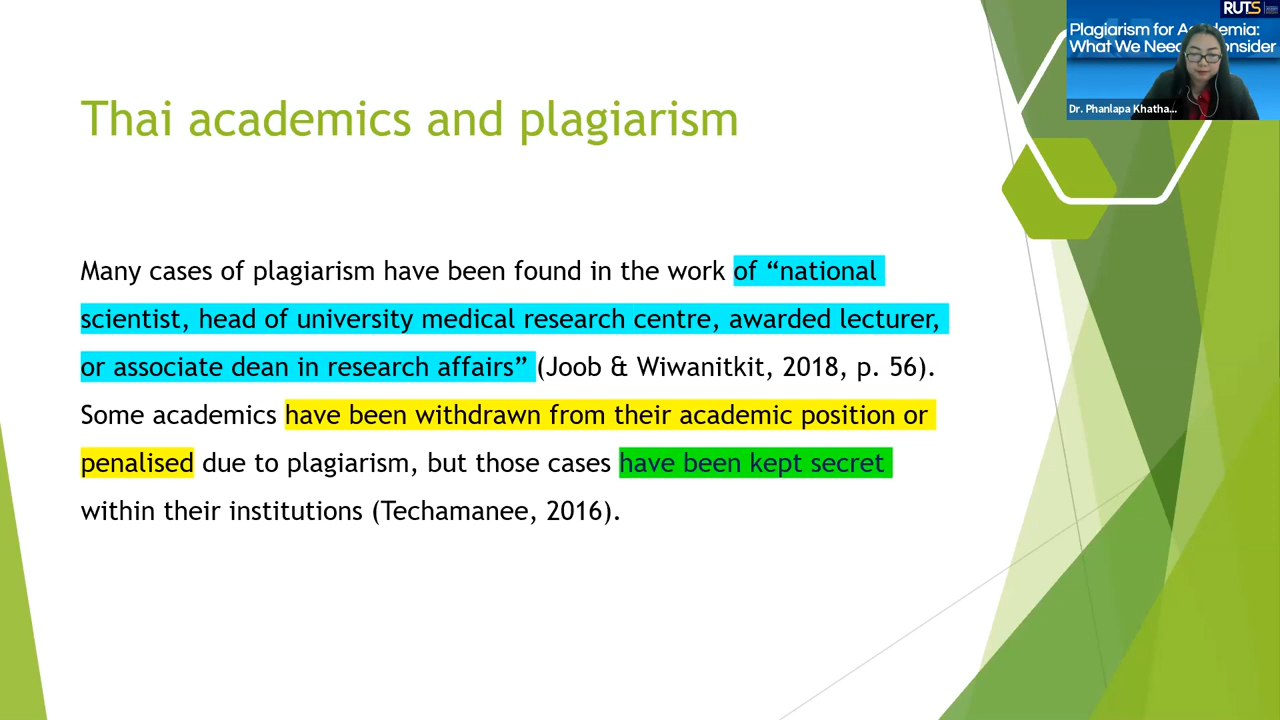 RUTS
Plagiarism for Academia:
What We Need Consider
Dr. Phanlapa Khatha...
Thai academics and plagiarism
Many cases of plagiarism have been found in the work of “national
scientist, head of university medical research centre, awarded lecturer,
or associate dean in research affairs” (Joob & Wiwanitkit, 2018, p. 56).
Some academics have been withdrawn from their academic position or
penalised due to plagiarism, but those cases have been kept secret
within their institutions (Techamanee, 2016).